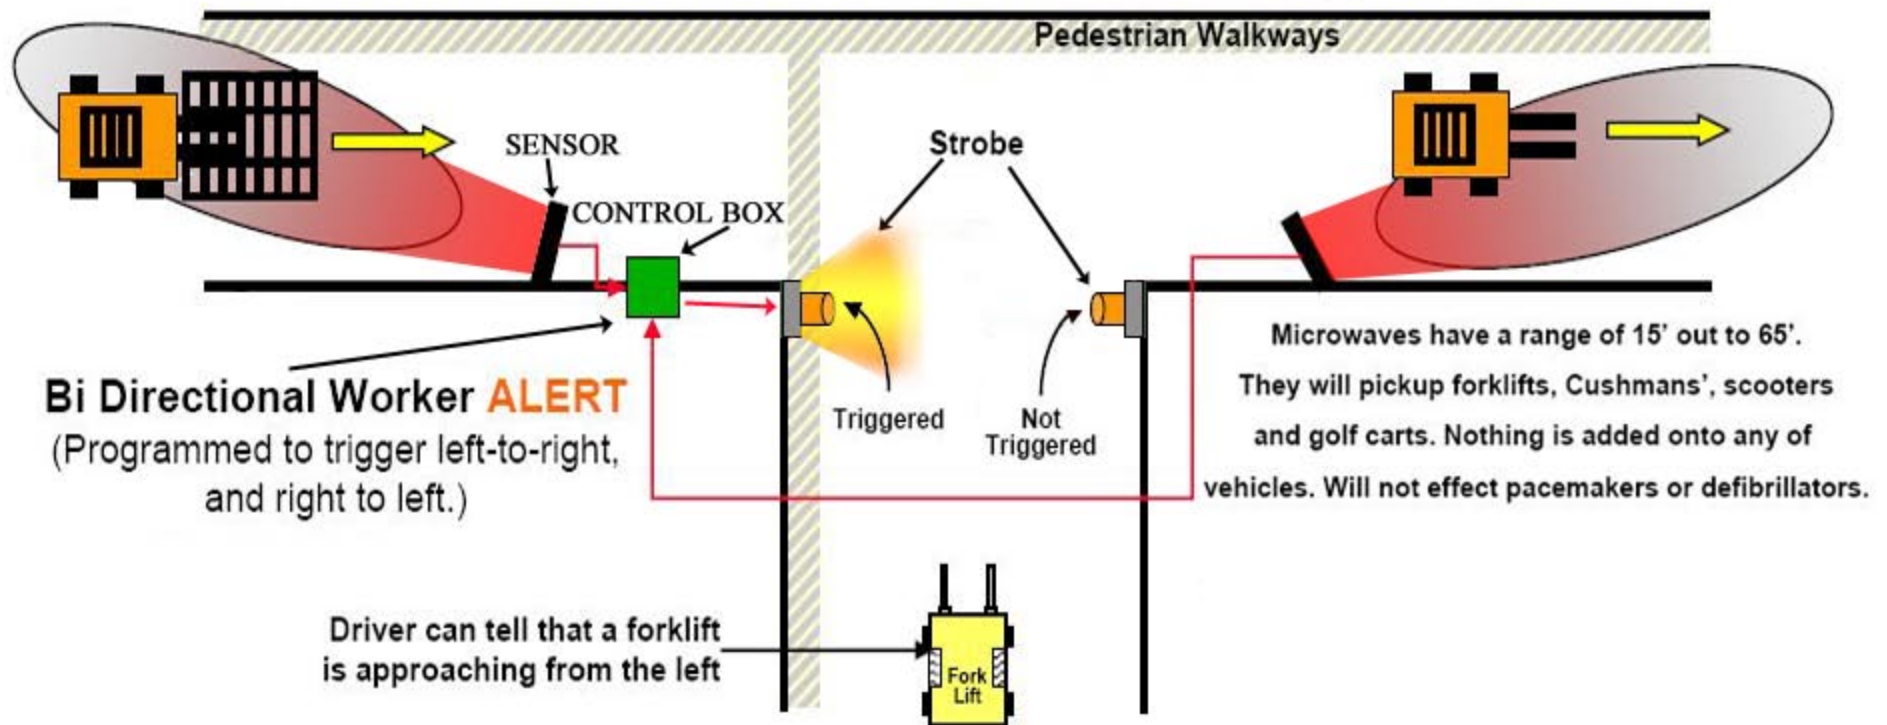 Pedestrian Walkways
SENSOR
Strobe
CONTROL BOX
Bi Directional Worker ALERT
(Programmed to trigger left-to-right,
and right to left.)
Triggered
Not
Triggered
Microwaves have a range of 15' out to 65'.
They will pickup forklifts, Cushmans', scooters
and golf carts. Nothing is added onto any of
vehicles. Will not effect pacemakers or defibrillators.
Driver can tell that a forklift
is approaching from the left
Fork
Lift